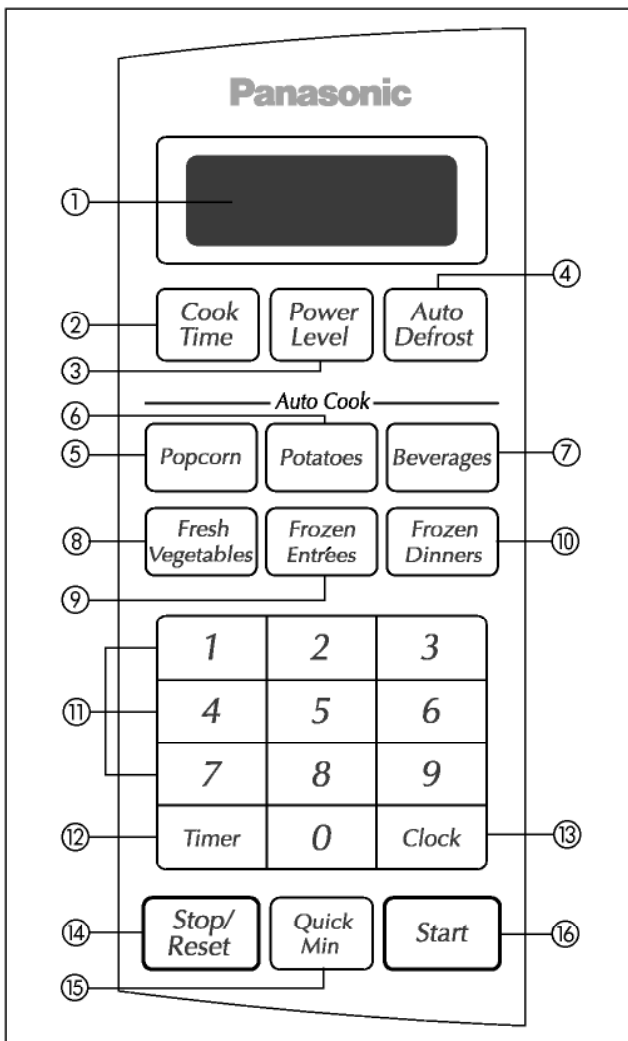 Panasonic
①
④
② Cook Time Power Level Auto Defrost
③
Auto Cook
⑥
⑤ Popcorn Potatoes Beverages ⑦
⑧ Fresh Vegetables Frozen Entrées Frozen Dinners ⑩
⑨
1 2 3
⑪ 4 5 6
7 8 9
⑫ Timer 0 Clock ⑬
⑭ Stop/ Reset Quick Min Start ⑯
⑮